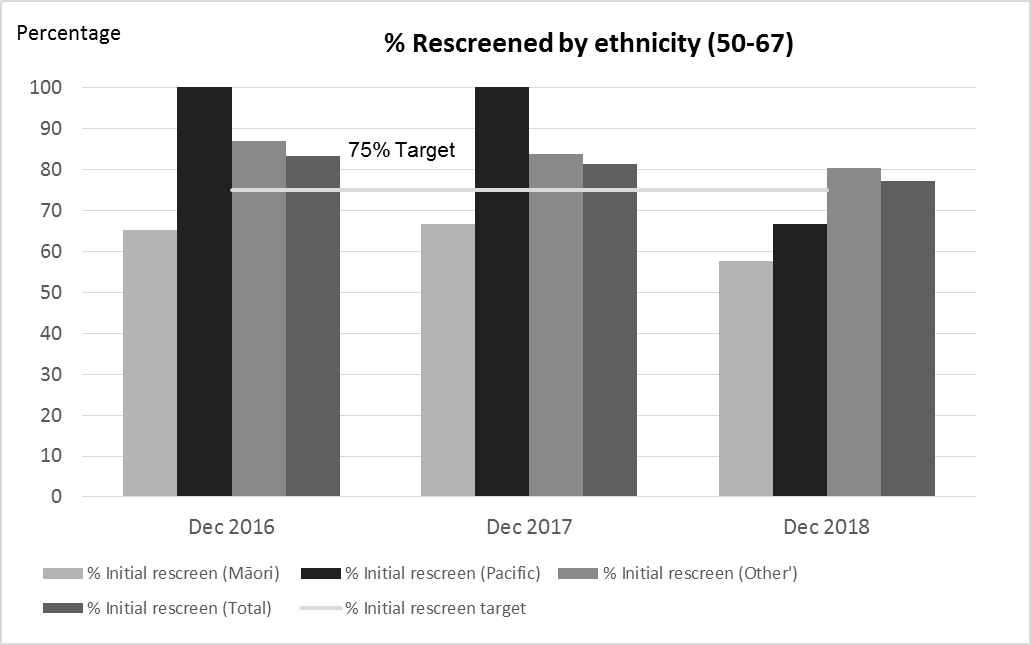 Percentage
% Rescreened by ethnicity (50-67)
100
90
80
70
60
50
40
30
20
10
0
75% Target
Dec 2016 Dec 2017 Dec 2018
% Initial rescreen (Māori) % Initial rescreen (Pacific) % Initial rescreen (Other')
% Initial rescreen (Total) % Initial rescreen target